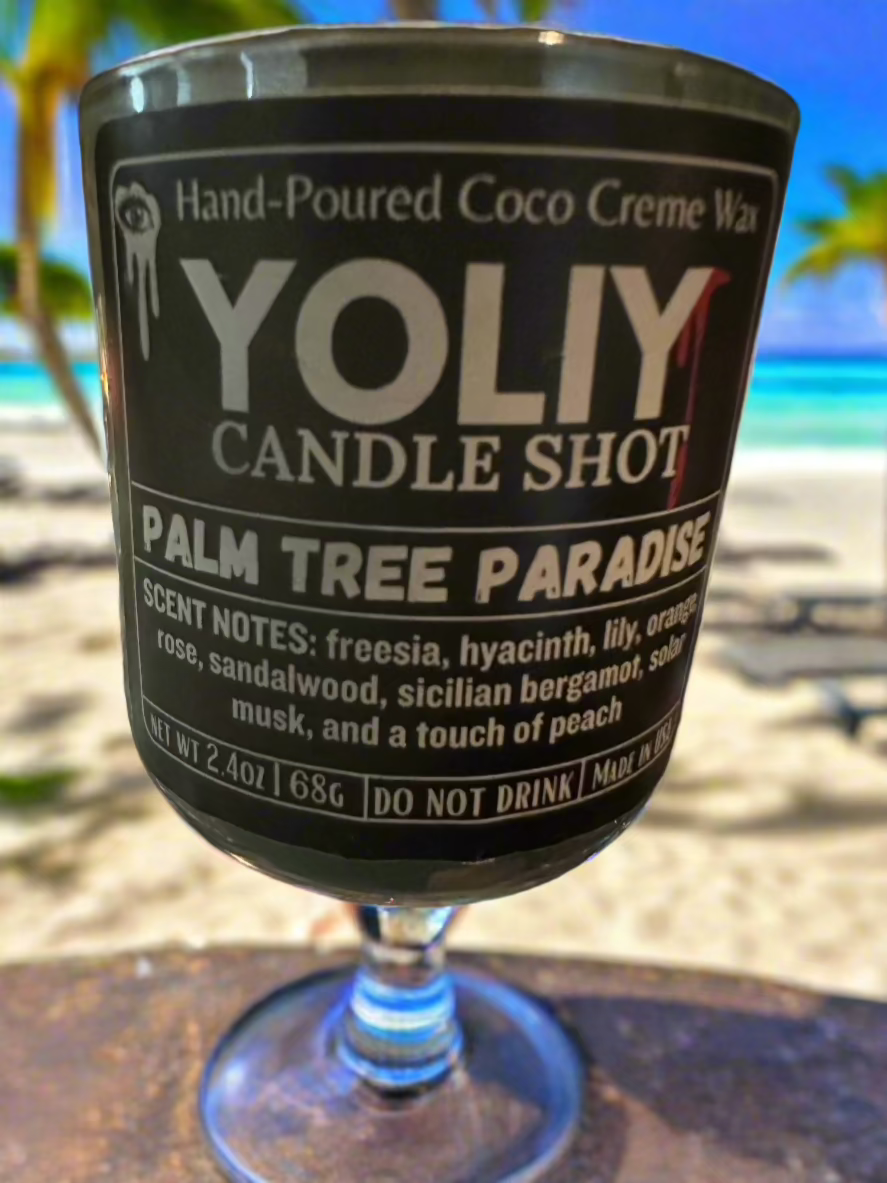 Hand-Poured Coco Creme Wax
YOLIY
CANDLE SHOT
PALM TREE PARADISE
SCENT NOTES: freesia, hyacinth, lily, orange
rose, sandalwood, sicilian bergamot, solar
musk, and a touch of peach
NET WT 2.4OZ | 68G DO NOT DRINK MADE IN USA